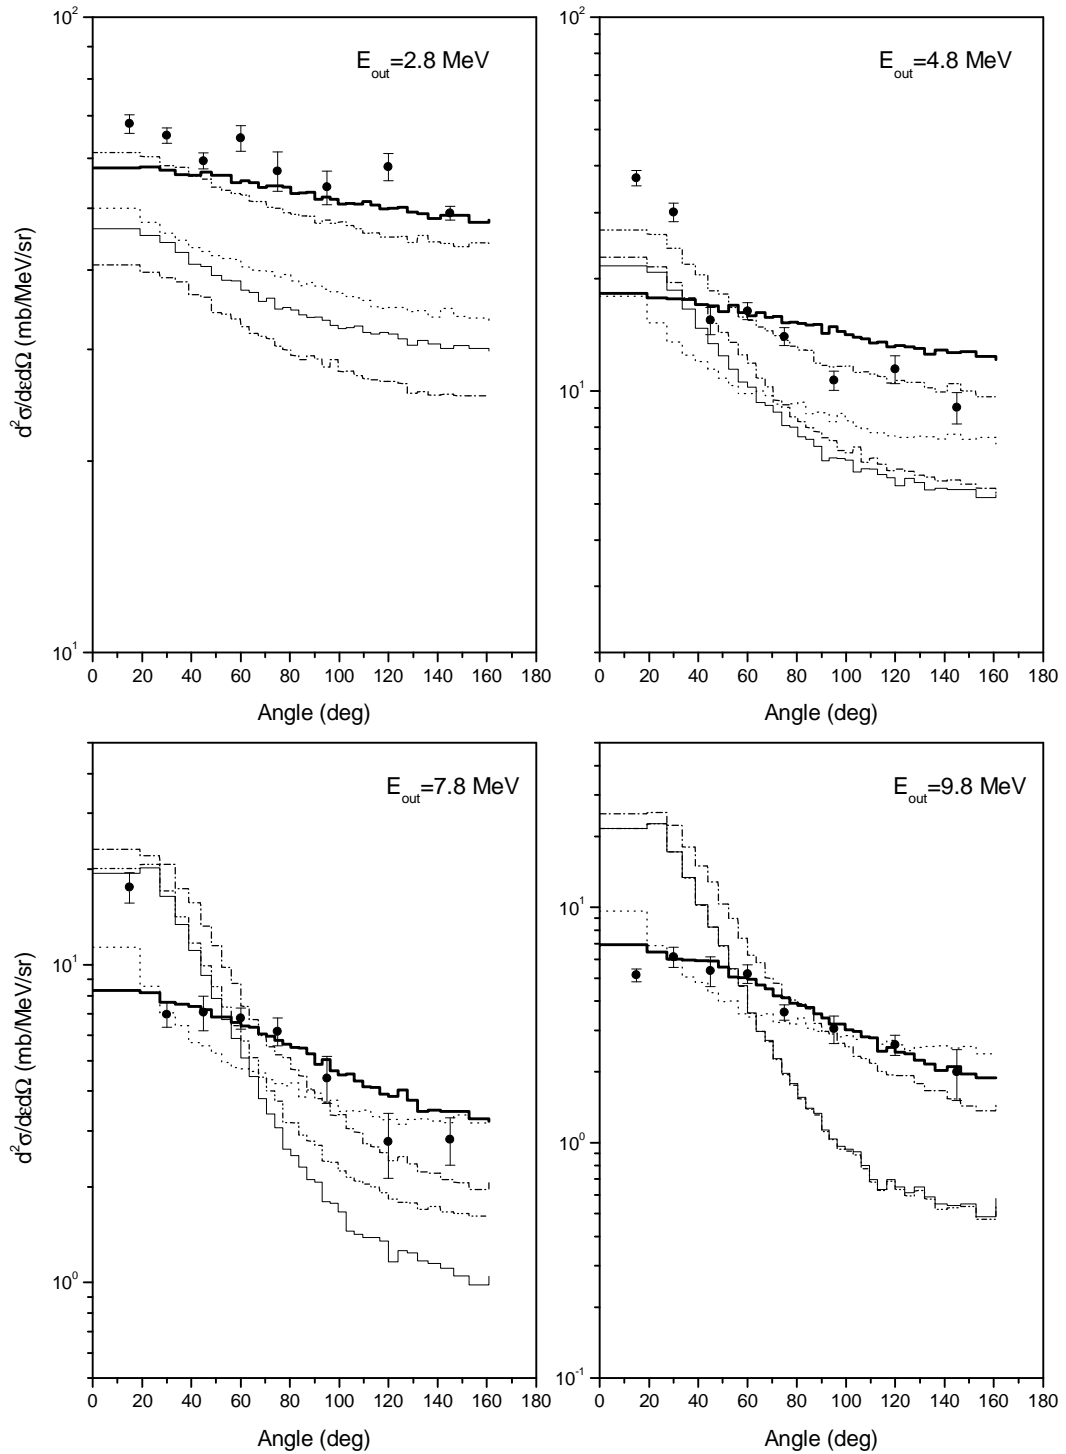 10²
E_out=2.8 MeV
d²σ/dεdΩ (mb/MeV/sr)
10¹
0 20 40 60 80 100 120 140 160 180
Angle (deg)
10²
E_out=4.8 MeV
10¹
0 20 40 60 80 100 120 140 160 180
Angle (deg)
E_out=7.8 MeV
d²σ/dεdΩ (mb/MeV/sr)
10¹
10⁰
0 20 40 60 80 100 120 140 160 180
Angle (deg)
E_out=9.8 MeV
10¹
10⁰
10⁻¹
0 20 40 60 80 100 120 140 160 180
Angle (deg)